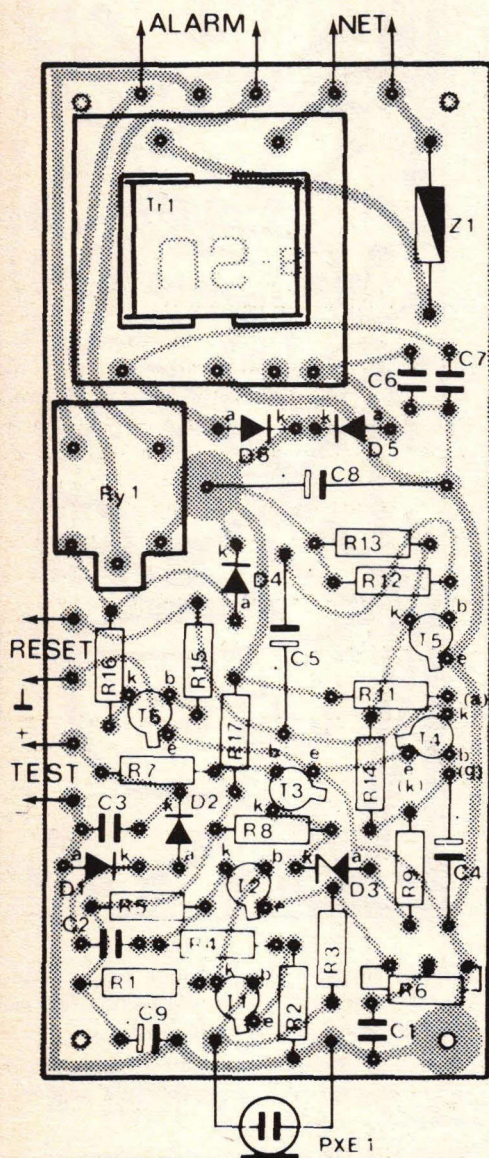 ALARM NET
Tr1
Z1
C6 C7
a k k a
D6 D5
Ry 1
C8
k
R13
D4
R12
a
k b
RESET
R16
R15
C5
T5
e
k b
R17
R11 (a)
k
T6
T4
e
b e
e b
+
R7
T3
R14
(k) (g)
TEST
k D2
k
C3
R8
R9
C4
a k
a
k b
k a
D1
T2
D3
R5
e
C2
R4
R3
R6
R1
k b
T1
R2
C9
e
C1
PXE 1